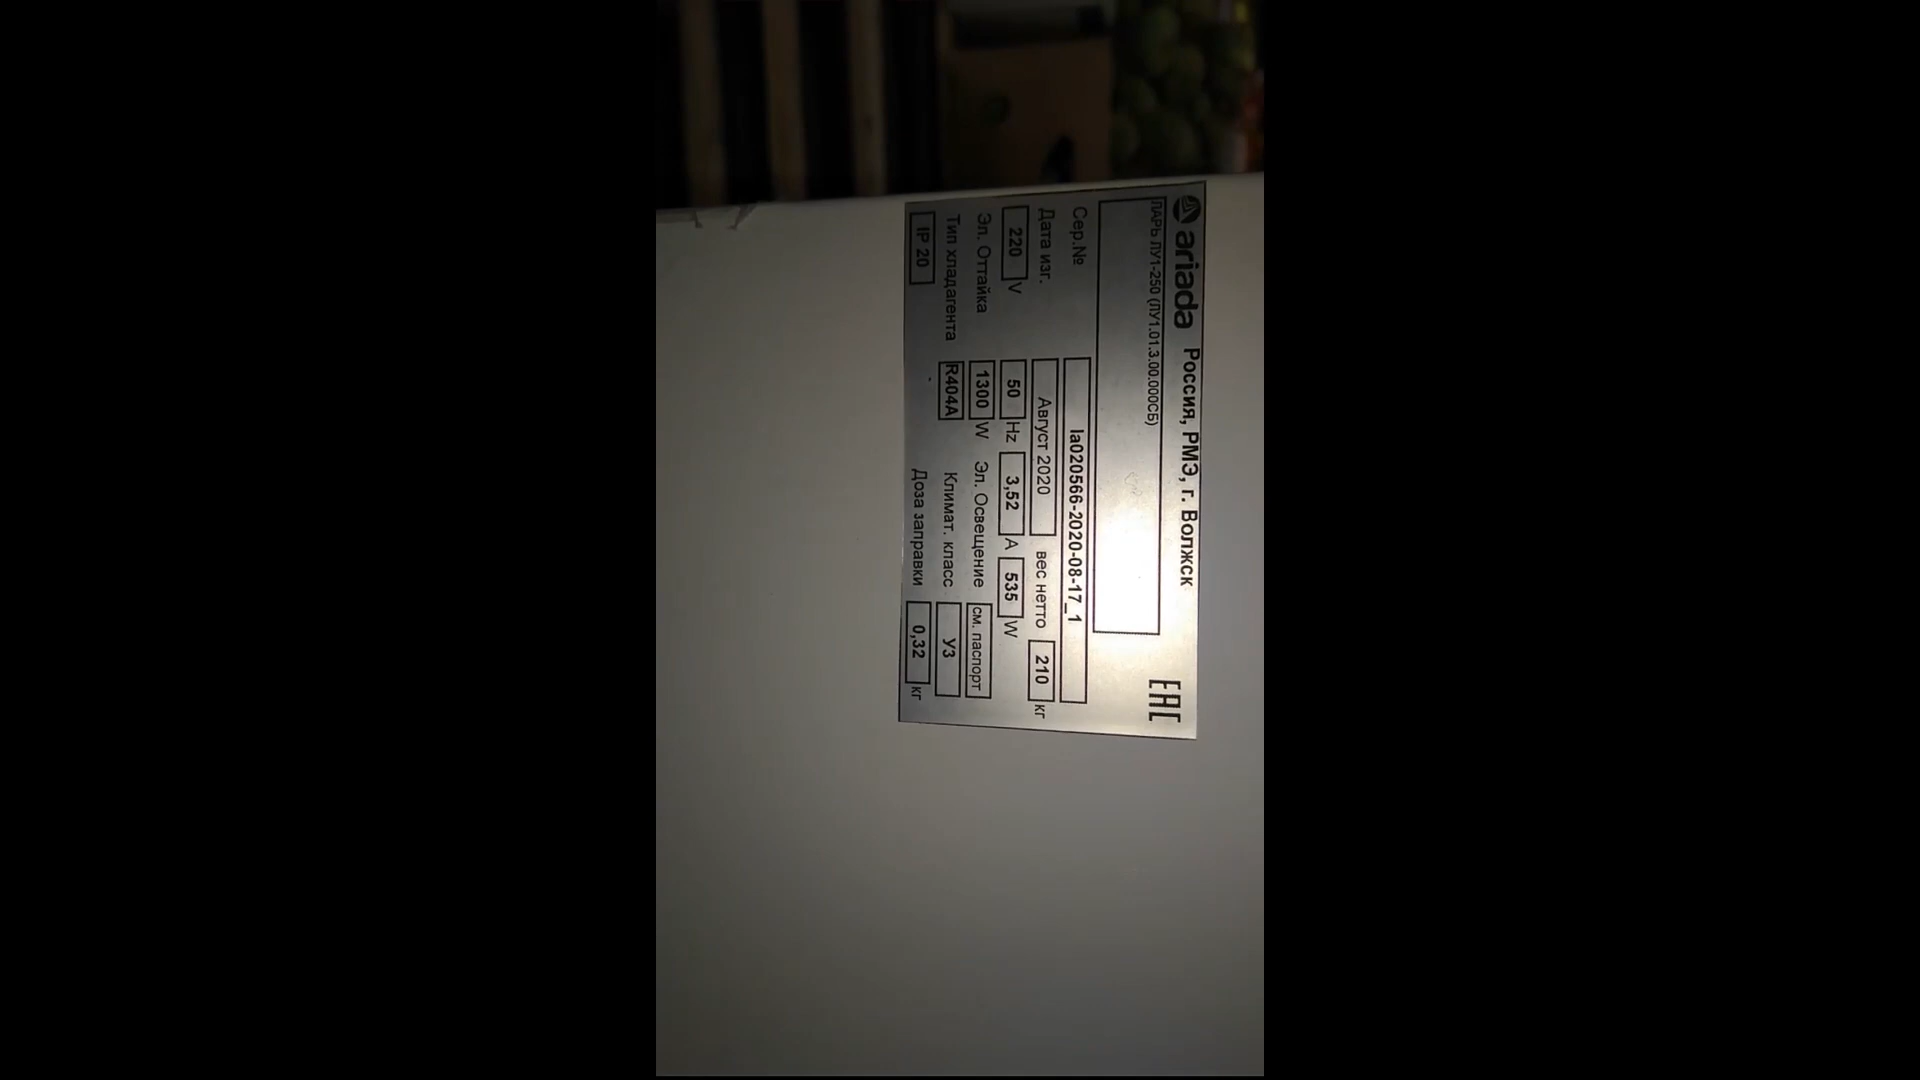 ariada Россия, РМЭ, г. Волжск
ЛАРЬ ЛУ1-250 (ЛУ1.01.3.00.000СБ)
EAC
Сер.№ la020566-2020-08-17_1
Дата изг. Август 2020 вес нетто 210 кг
220 V 50 Hz 3,52 A 535 W
Эл. Оттайка 1300 W Эл. Освещение см. паспорт
Тип хладагента R404A Климат. класс У3
IP 20 Доза заправки 0,32 кг